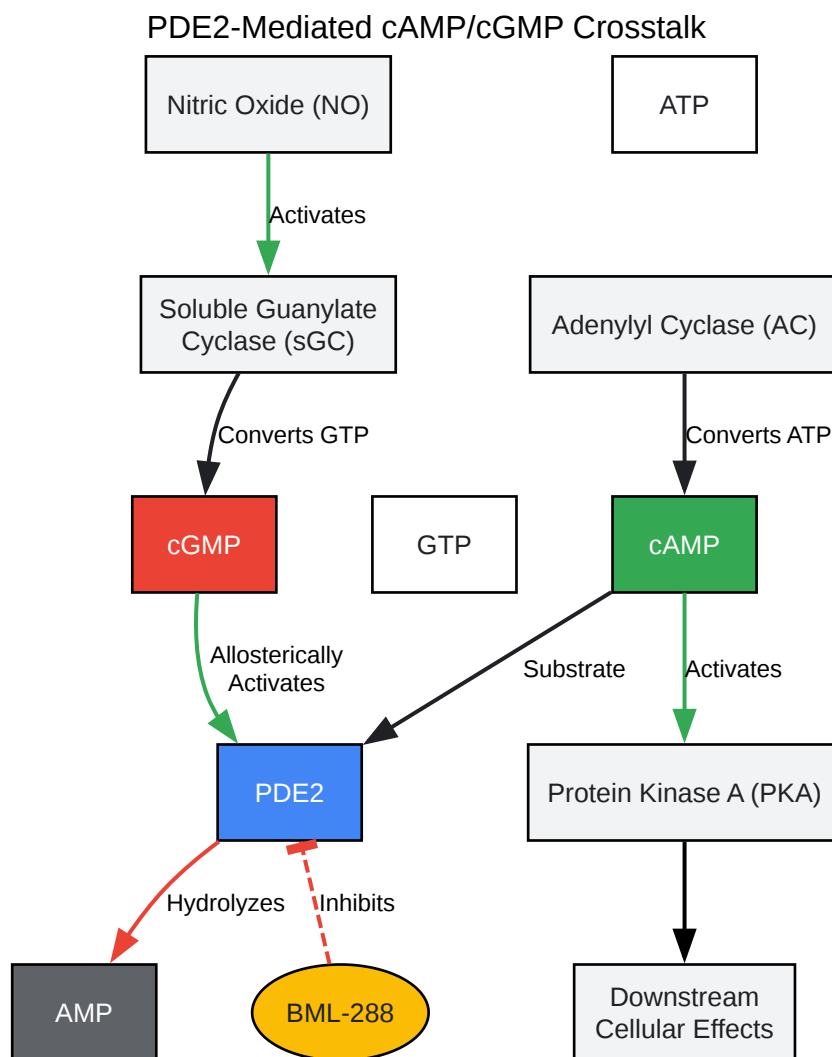 PDE2-Mediated cAMP/cGMP Crosstalk
Nitric Oxide (NO)
ATP
Activates
Soluble Guanylate
Cyclase (sGC)
Adenylyl Cyclase (AC)
Converts GTP
Converts ATP
cGMP
GTP
cAMP
Allosterically
Activates
Substrate
Activates
PDE2
Protein Kinase A (PKA)
Hydrolyzes
Inhibits
AMP
BML-288
Downstream
Cellular Effects